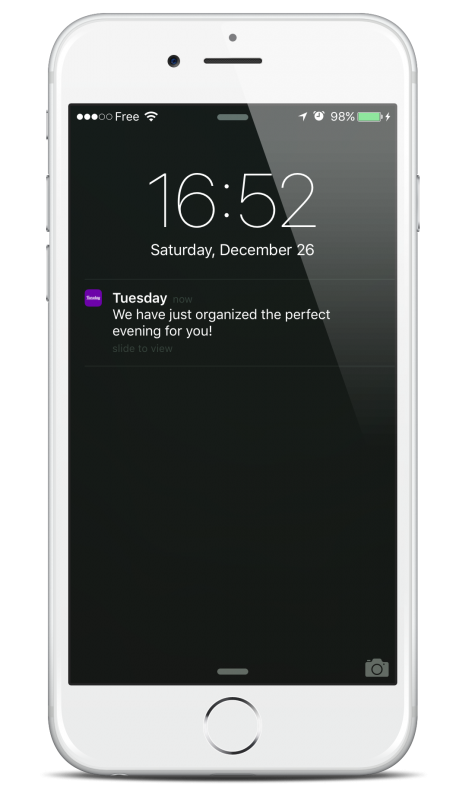 Free 98%
16:52
Saturday, December 26
Tuesday
Tuesday now
We have just organized the perfect
evening for you!
slide to view